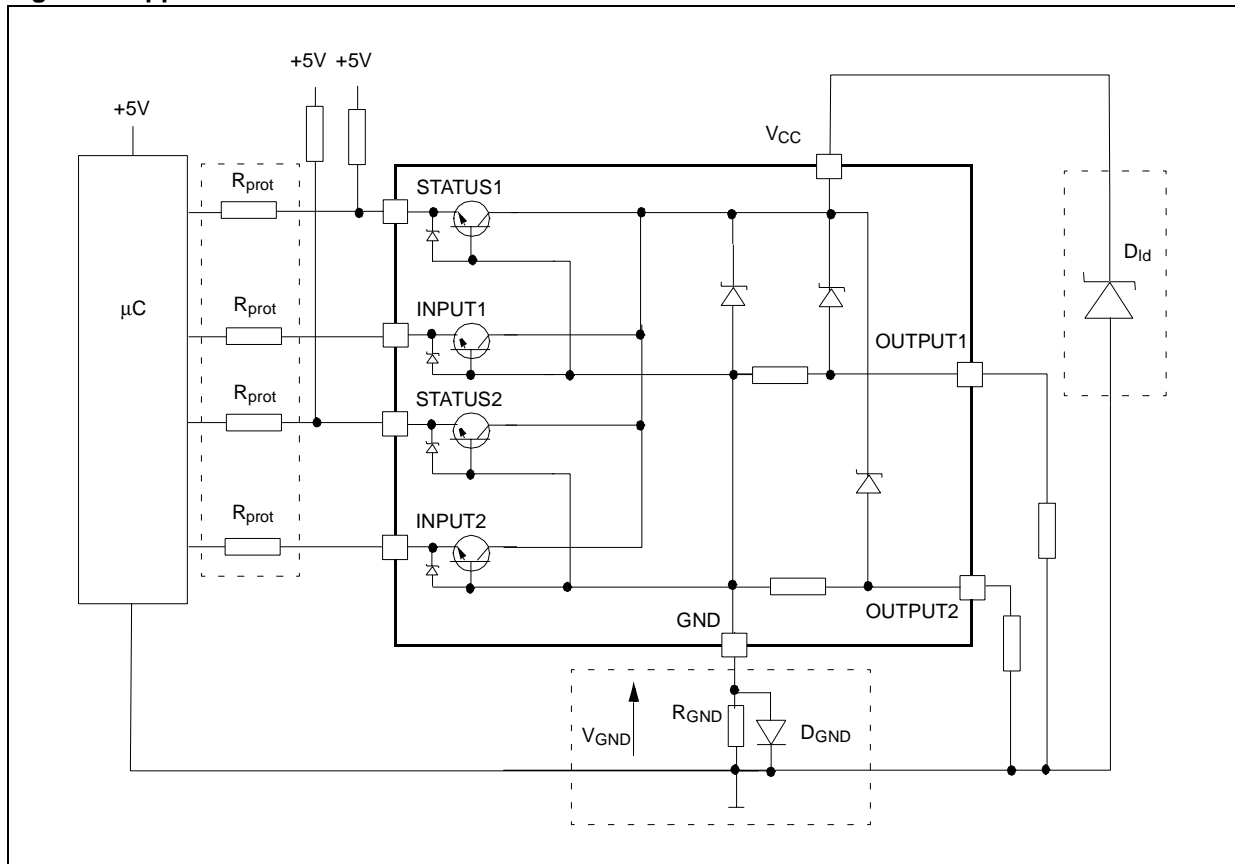 +5V +5V
+5V
VCC
Rprot
STATUS1
Dld
μC
Rprot
INPUT1
OUTPUT1
Rprot
STATUS2
Rprot
INPUT2
OUTPUT2
GND
RGND
VGND
DGND